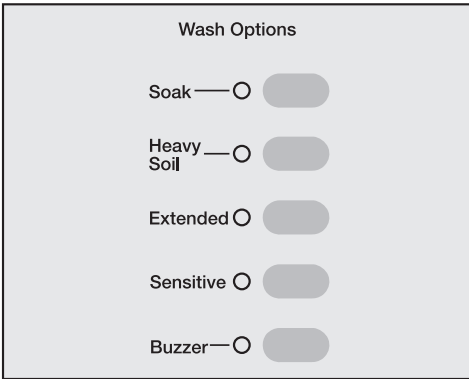 Wash Options
Soak
Heavy
Soil
Extended
Sensitive
Buzzer